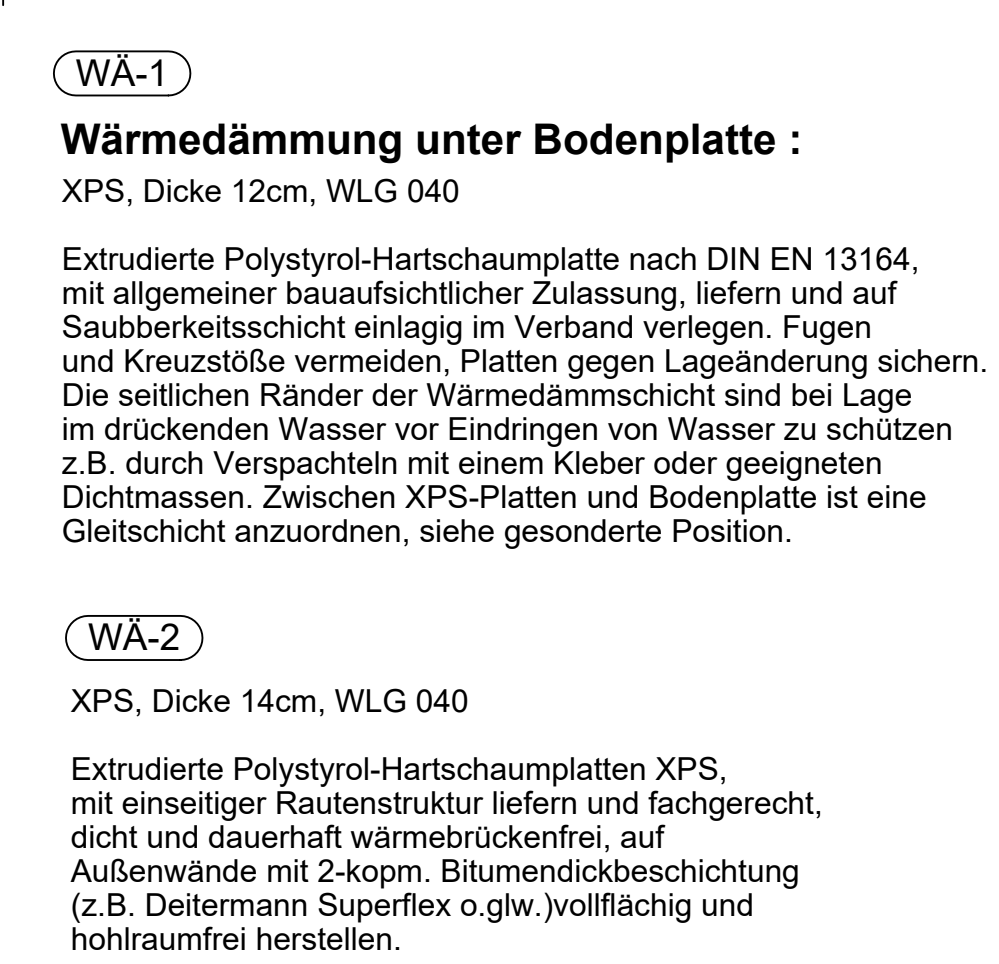 WÄ-1
Wärmedämmung unter Bodenplatte :
XPS, Dicke 12cm, WLG 040
Extrudierte Polystyrol-Hartschaumplatte nach DIN EN 13164,
mit allgemeiner bauaufsichtlicher Zulassung, liefern und auf
Saubberkeitsschicht einlagig im Verband verlegen. Fugen
und Kreuzstöße vermeiden, Platten gegen Lageänderung sichern.
Die seitlichen Ränder der Wärmedämmschicht sind bei Lage
im drückenden Wasser vor Eindringen von Wasser zu schützen
z.B. durch Verspachteln mit einem Kleber oder geeigneten
Dichtmassen. Zwischen XPS-Platten und Bodenplatte ist eine
Gleitschicht anzuordnen, siehe gesonderte Position.
WÄ-2
XPS, Dicke 14cm, WLG 040
Extrudierte Polystyrol-Hartschaumplatten XPS,
mit einseitiger Rautenstruktur liefern und fachgerecht,
dicht und dauerhaft wärmebrückenfrei, auf
Außenwände mit 2-kopm. Bitumendickbeschichtung
(z.B. Deitermann Superflex o.glw.)vollflächig und
hohlraumfrei herstellen.